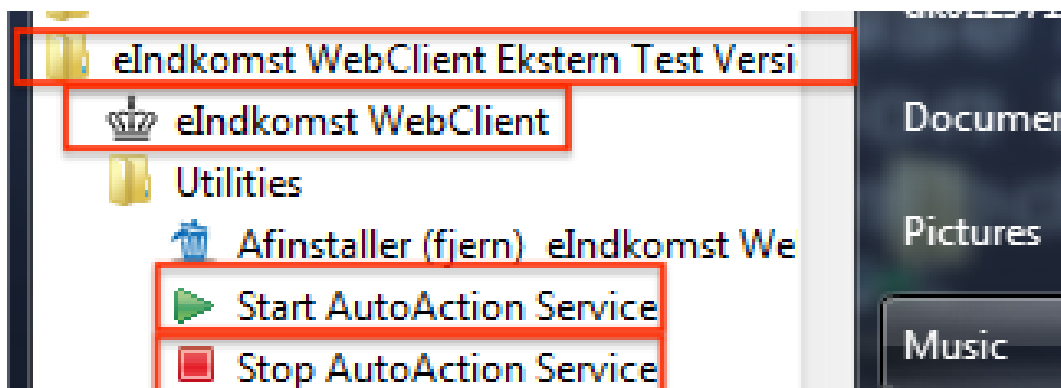 eIndkomst WebClient Ekstern Test Versi
eIndkomst WebClient
Documen
Utilities
Afinstaller (fjern) eIndkomst We
Pictures
Start AutoAction Service
Music
Stop AutoAction Service